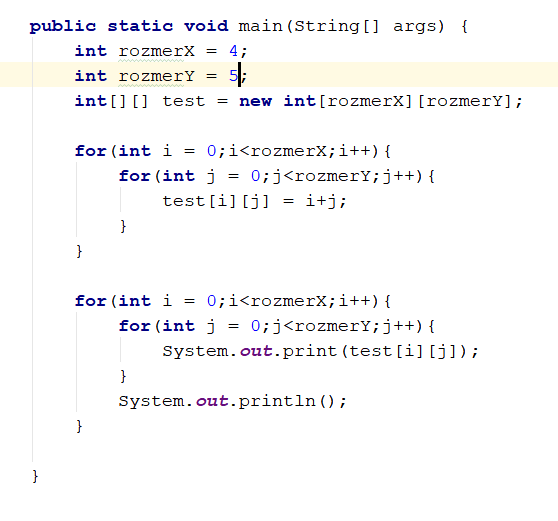 public static void main(String[] args) {
    int rozmerX = 4;
    int rozmerY = 5;
    int[][] test = new int[rozmerX][rozmerY];

    for(int i = 0;i<rozmerX;i++){
        for(int j = 0;j<rozmerY;j++){
            test[i][j] = i+j;
        }
    }

    for(int i = 0;i<rozmerX;i++){
        for(int j = 0;j<rozmerY;j++){
            System.out.print(test[i][j]);
        }
        System.out.println();
    }

}